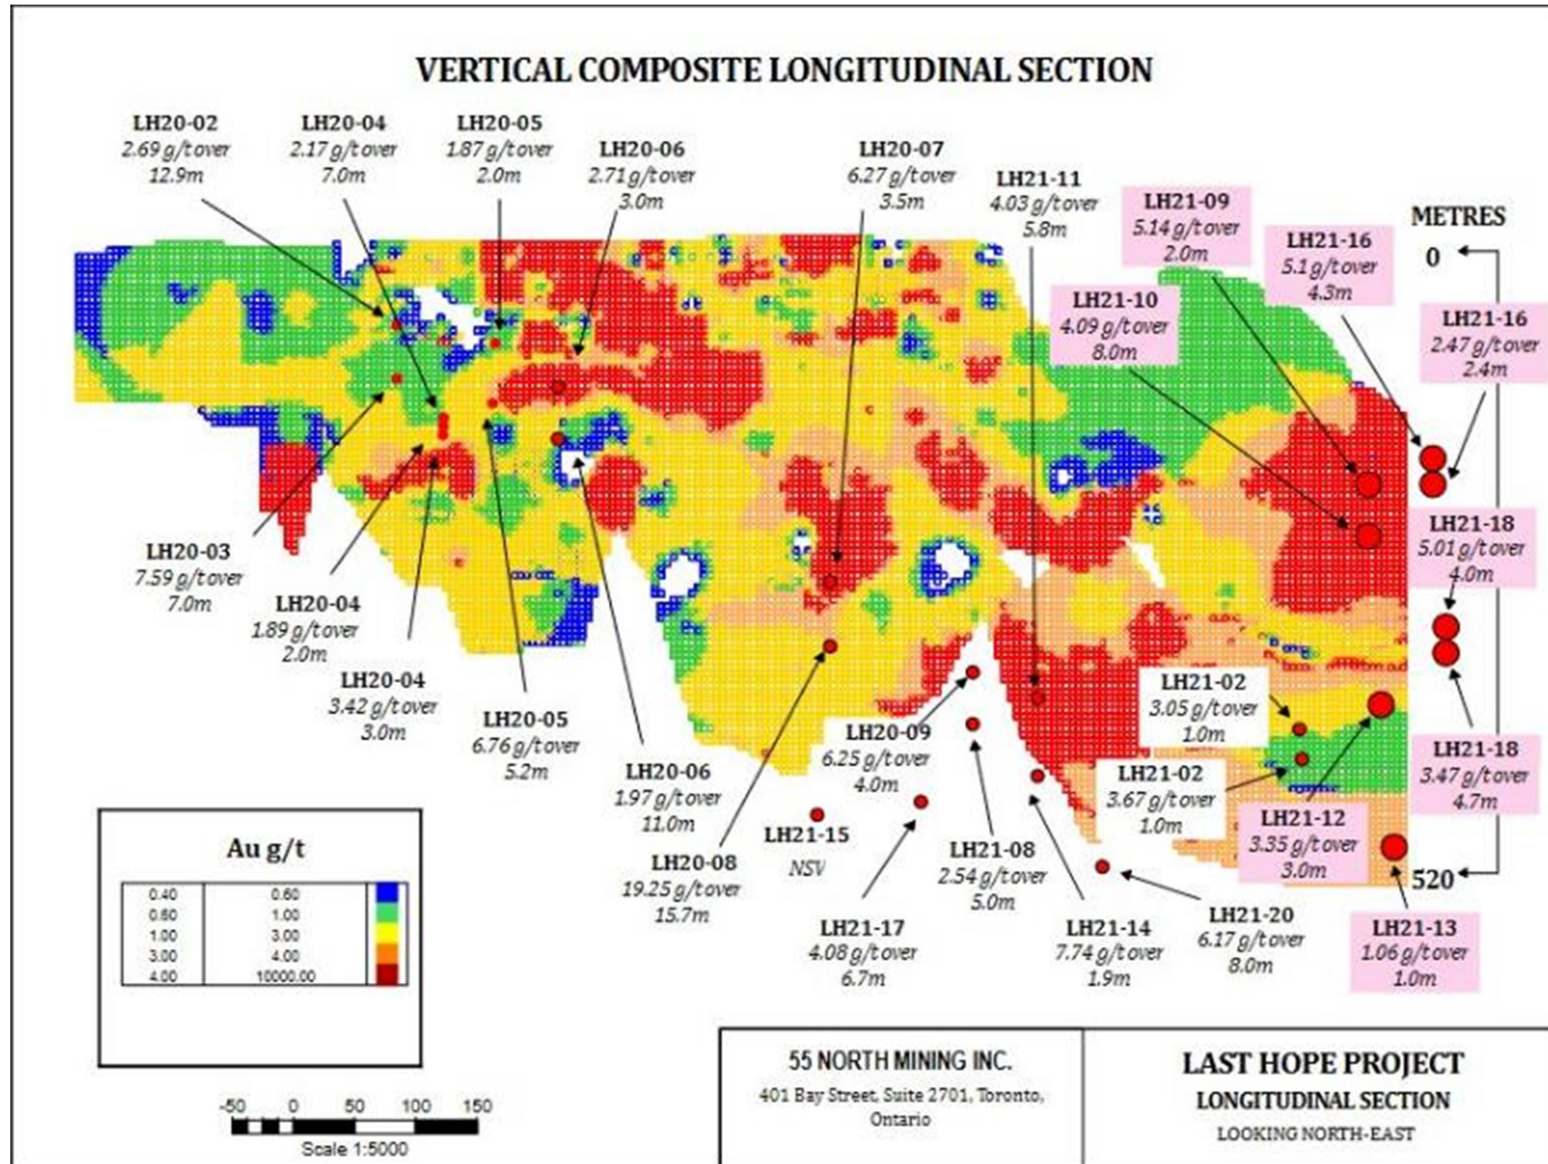 VERTICAL COMPOSITE LONGITUDINAL SECTION
LH20-02
2.69 g/tover
12.9m
LH20-04
2.17 g/tover
7.0m
LH20-05
1.87 g/tover
2.0m
LH20-06
2.71 g/tover
3.0m
LH20-07
6.27 g/tover
3.5m
LH21-11
4.03 g/tover
5.8m
LH21-09
5.14 g/tover
2.0m
LH21-16
5.1 g/tover
4.3m
METRES
0
LH21-10
4.09 g/tover
8.0m
LH21-16
2.47 g/tover
2.4m
LH21-18
5.01 g/tover
4.0m
LH20-03
7.59 g/tover
7.0m
LH20-04
1.89 g/tover
2.0m
LH20-04
3.42 g/tover
3.0m
LH20-05
6.76 g/tover
5.2m
LH20-06
1.97 g/tover
11.0m
LH20-08
19.25 g/tover
15.7m
LH21-15
NSV
LH20-09
6.25 g/tover
4.0m
LH21-02
3.05 g/tover
1.0m
LH21-02
3.67 g/tover
1.0m
LH21-18
3.47 g/tover
4.7m
LH21-12
3.35 g/tover
3.0m
520
LH21-17
4.08 g/tover
6.7m
LH21-08
2.54 g/tover
5.0m
LH21-14
7.74 g/tover
1.9m
LH21-20
6.17 g/tover
8.0m
LH21-13
1.06 g/tover
1.0m
Au g/t
0.40 0.60
0.60 1.00
1.00 3.00
3.00 4.00
4.00 10000.00
-50 0 50 100 150
Scale 1:5000
55 NORTH MINING INC.
401 Bay Street, Suite 2701, Toronto,
Ontario
LAST HOPE PROJECT
LONGITUDINAL SECTION
LOOKING NORTH-EAST